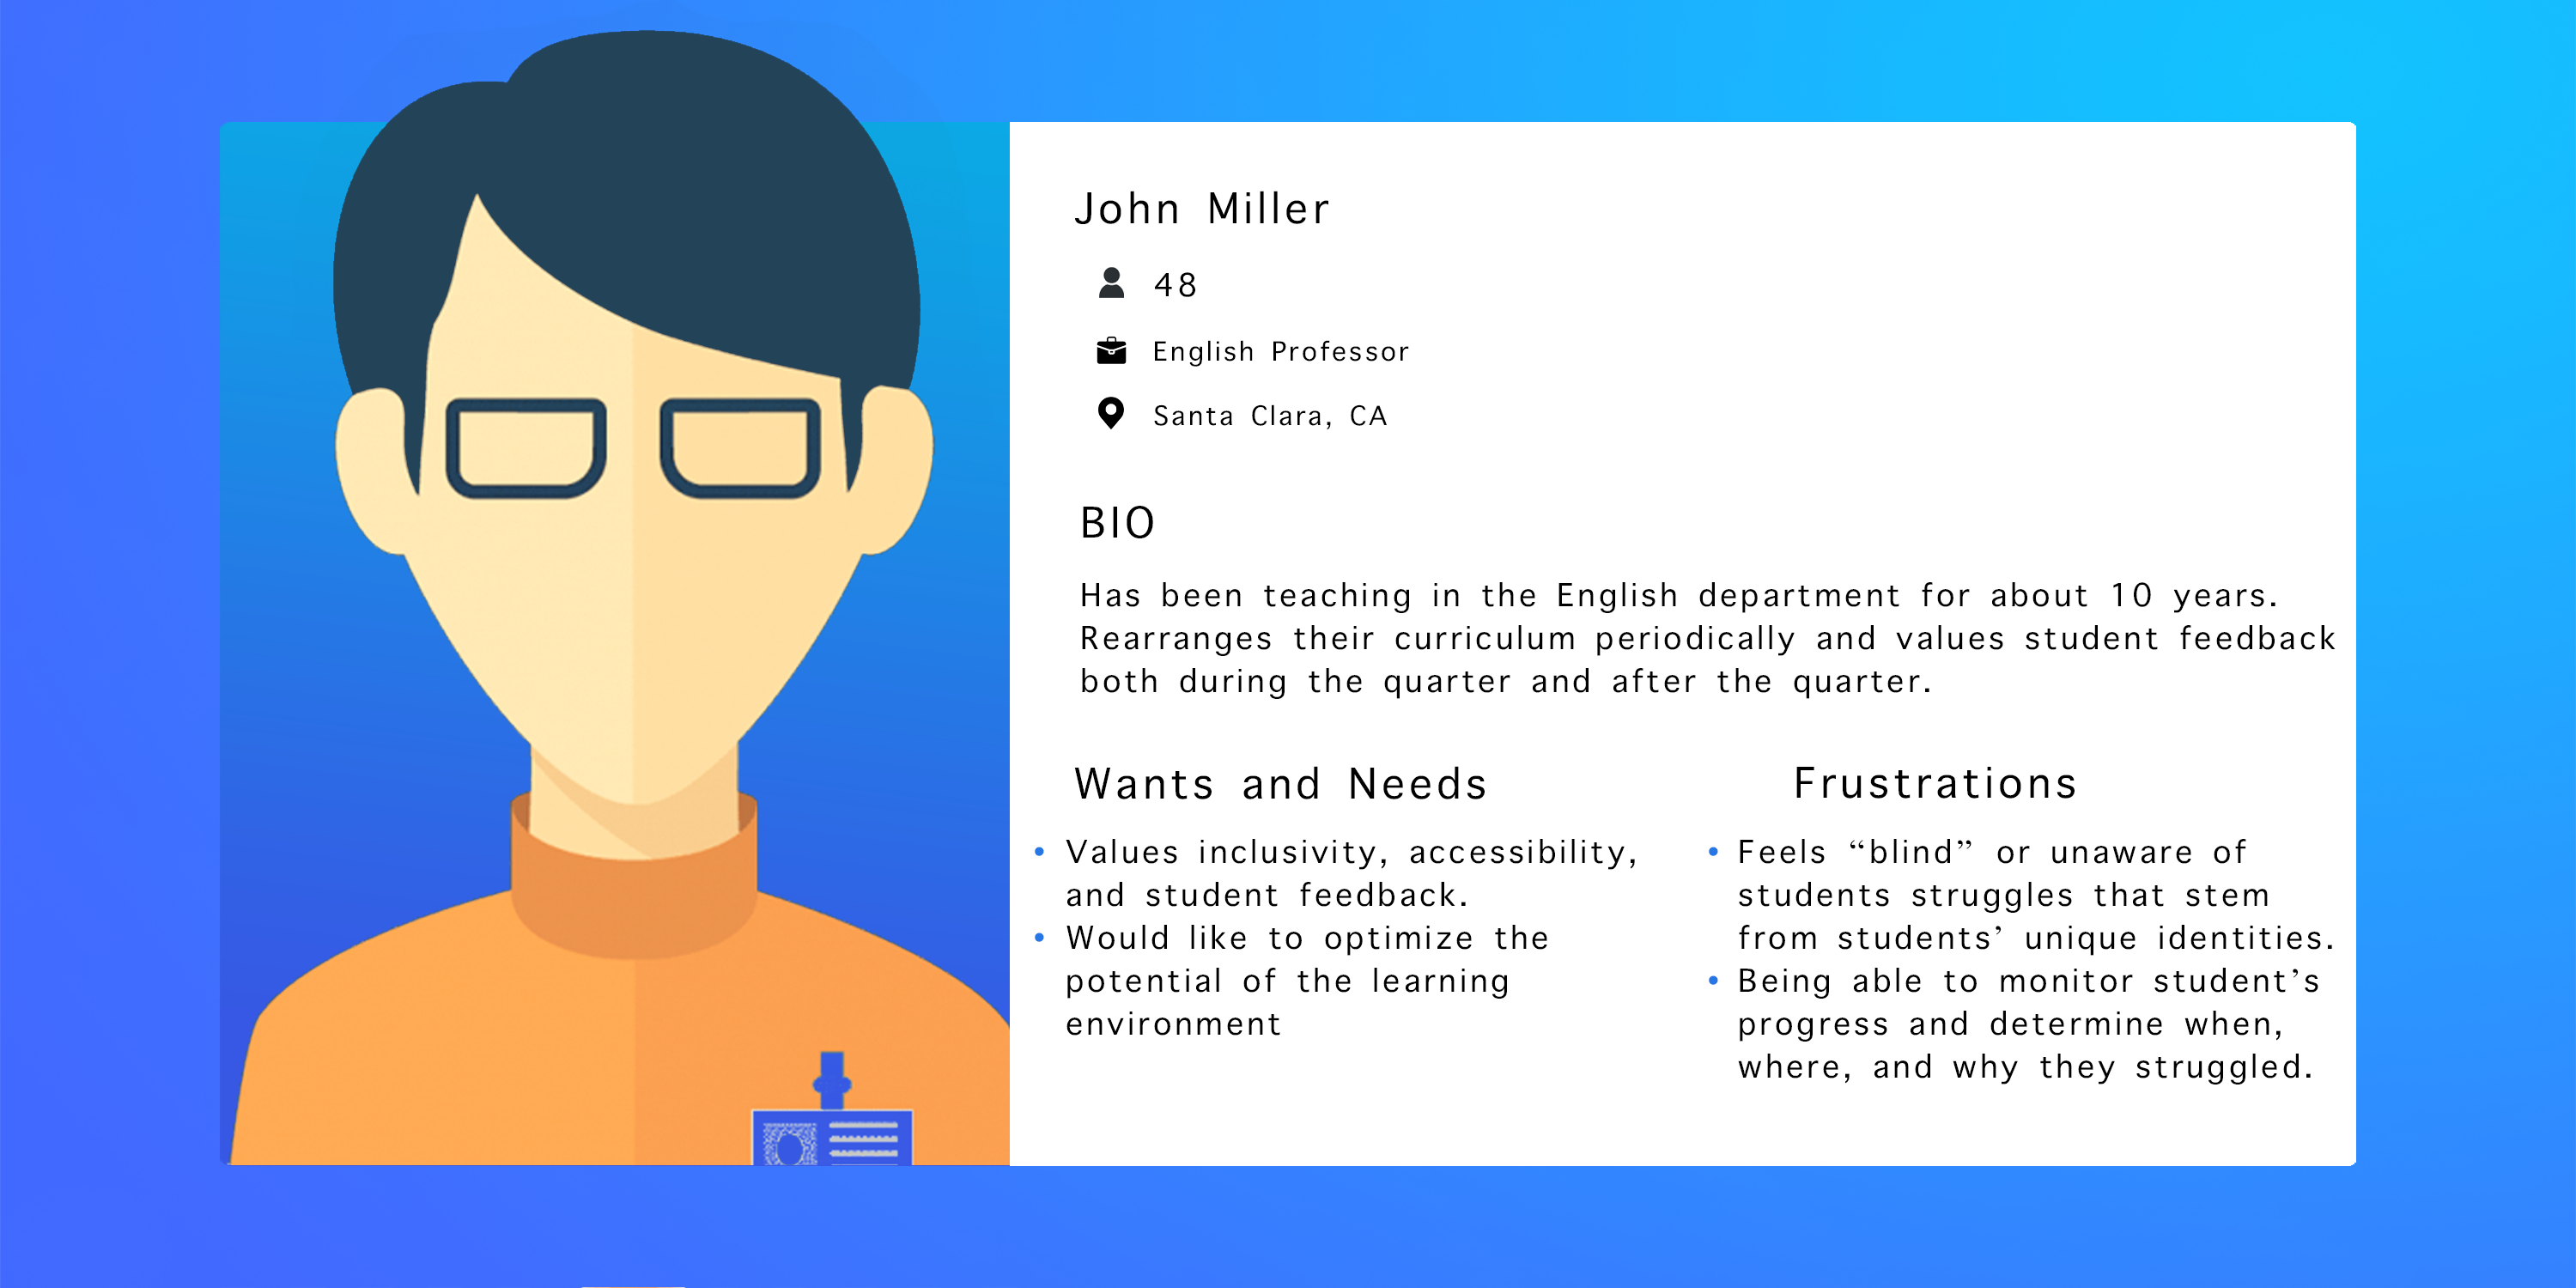 John Miller
48
English Professor
Santa Clara, CA
BIO
Has been teaching in the English department for about 10 years.
Rearranges their curriculum periodically and values student feedback
both during the quarter and after the quarter.
Wants and Needs
• Values inclusivity, accessibility,
and student feedback.
• Would like to optimize the
potential of the learning
environment
Frustrations
• Feels “blind” or unaware of
students struggles that stem
from students’ unique identities.
• Being able to monitor student’s
progress and determine when,
where, and why they struggled.